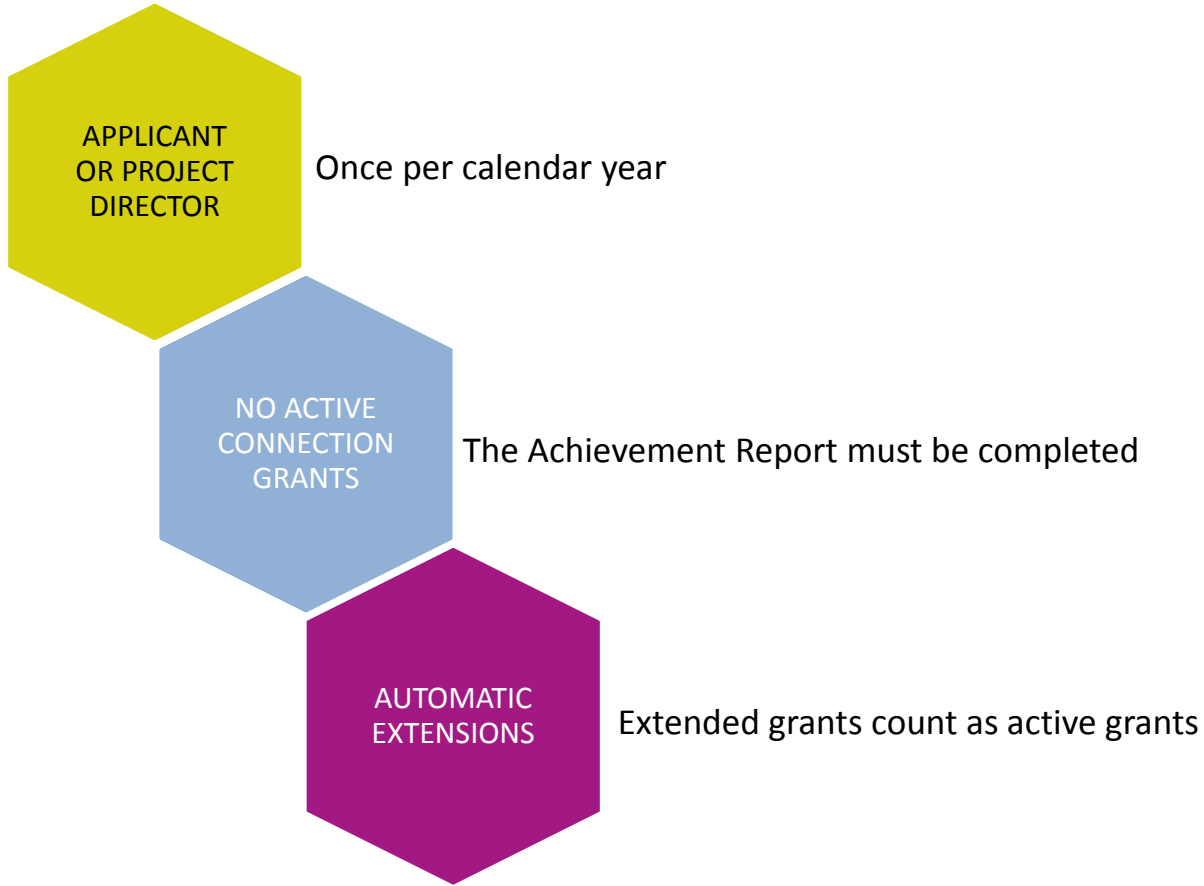 APPLICANT
OR PROJECT
DIRECTOR
Once per calendar year
NO ACTIVE
CONNECTION
GRANTS
The Achievement Report must be completed
AUTOMATIC
EXTENSIONS
Extended grants count as active grants